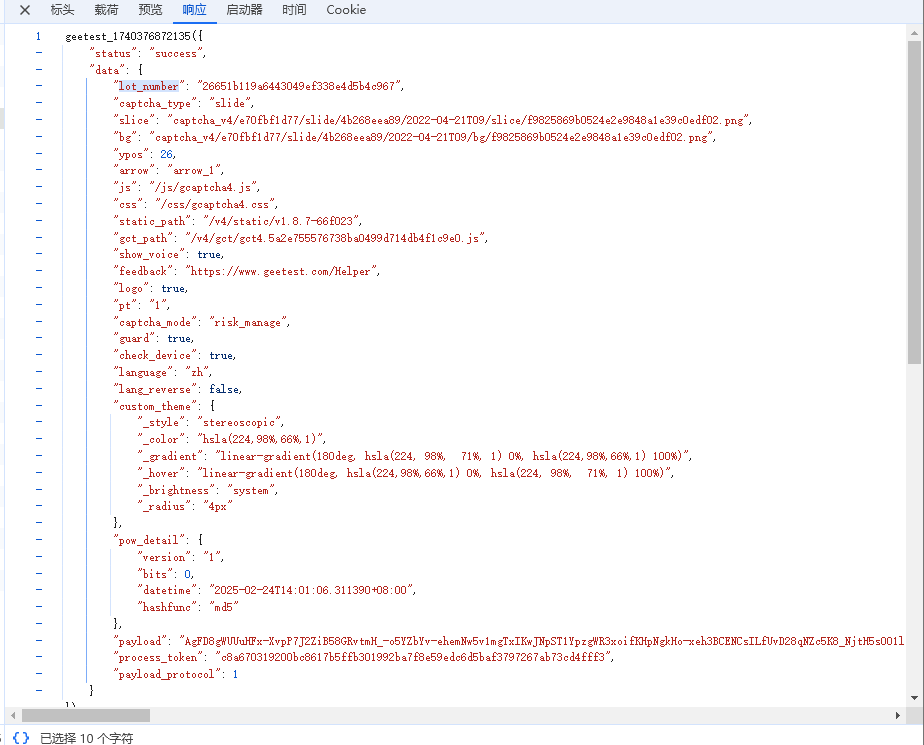 标头 载荷 预览 响应 启动器 时间 Cookie
1 geetest_1740376872135({
- "status": "success",
- "data": {
- "lot_number": "26651b119a6443049ef338e4d5b4c967",
- "captcha_type": "slide",
- "slice": "captcha_v4/e70fbf1d77/slide/4b268eea89/2022-04-21T09/slice/f9825869b0524e2e9848a1e39c0edf02.png",
- "bg": "captcha_v4/e70fbf1d77/slide/4b268eea89/2022-04-21T09/bg/f9825869b0524e2e9848a1e39c0edf02.png",
- "ypos": 26,
- "arrow": "arrow_1",
- "js": "/js/gcaptcha4.js",
- "css": "/css/gcaptcha4.css",
- "static_path": "/v4/static/v1.8.7-66f023",
- "gct_path": "/v4/gct/gct4.5a2e755576738ba0499d714db4f1c9e0.js",
- "show_voice": true,
- "feedback": "https://www.geetest.com/Helper",
- "logo": true,
- "pt": "1",
- "captcha_mode": "risk_manage",
- "guard": true,
- "check_device": true,
- "language": "zh",
- "lang_reverse": false,
- "custom_theme": {
- "_style": "stereoscopic",
- "_color": "hsla(224,98%,66%,1)",
- "_gradient": "linear-gradient(180deg, hsla(224, 98%,  71%, 1) 0%, hsla(224,98%,66%,1) 100%)",
- "_hover": "linear-gradient(180deg, hsla(224,98%,66%,1) 0%, hsla(224, 98%,  71%, 1) 100%)",
- "_brightness": "system",
- "_radius": "4px"
- },
- "pow_detail": {
- "version": "1",
- "bits": 0,
- "datetime": "2025-02-24T14:01:06.311390+08:00",
- "hashfunc": "md5"
- },
- "payload": "AgFD8gWUUuHFx-XvpP7J2ZiB58GRvtmH_-o5YZbYv-ehemNw5v1mgTxIKwJNpST1YpzgWR3xoifKHpNgkHo-xeh3BCENCsILfUvD28qNZc5K8_NjtH5s001l
- "process_token": "c8a670319200bc8617b5ffb301992ba7f8e59edc6d5baf3797267ab73cd4fff3",
- "payload_protocol": 1
- }
{} 已选择 10 个字符